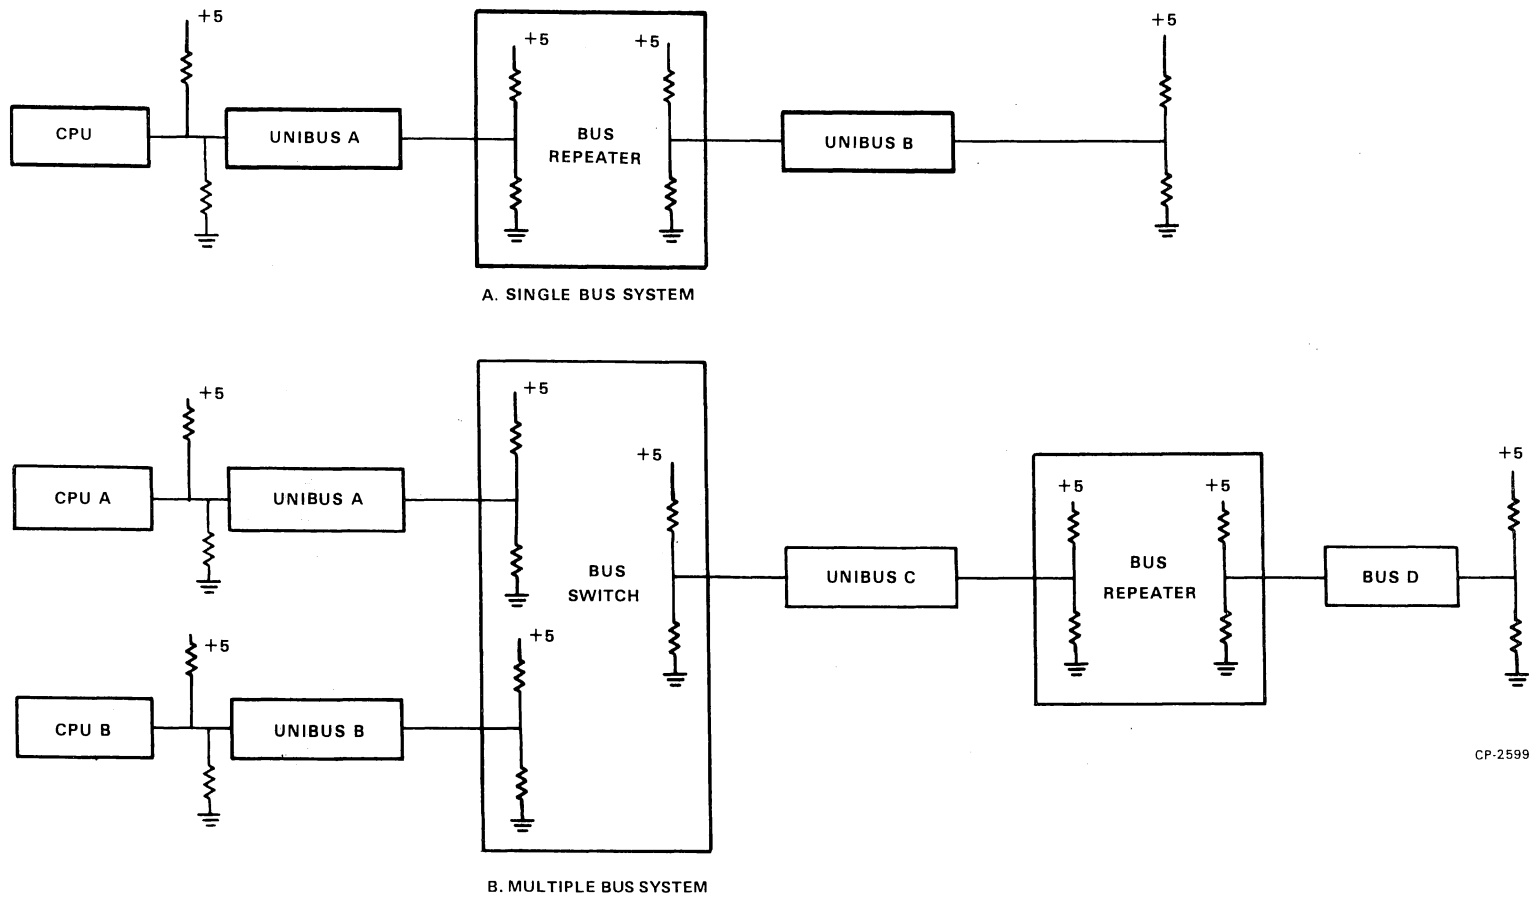 +5
+5
+5
+5
CPU
UNIBUS A
BUS
REPEATER
UNIBUS B
A. SINGLE BUS SYSTEM
+5
+5
+5
+5
+5
+5
CPU A
UNIBUS A
BUS
SWITCH
UNIBUS C
BUS
REPEATER
BUS D
+5
+5
CPU B
UNIBUS B
CP-2599
B. MULTIPLE BUS SYSTEM